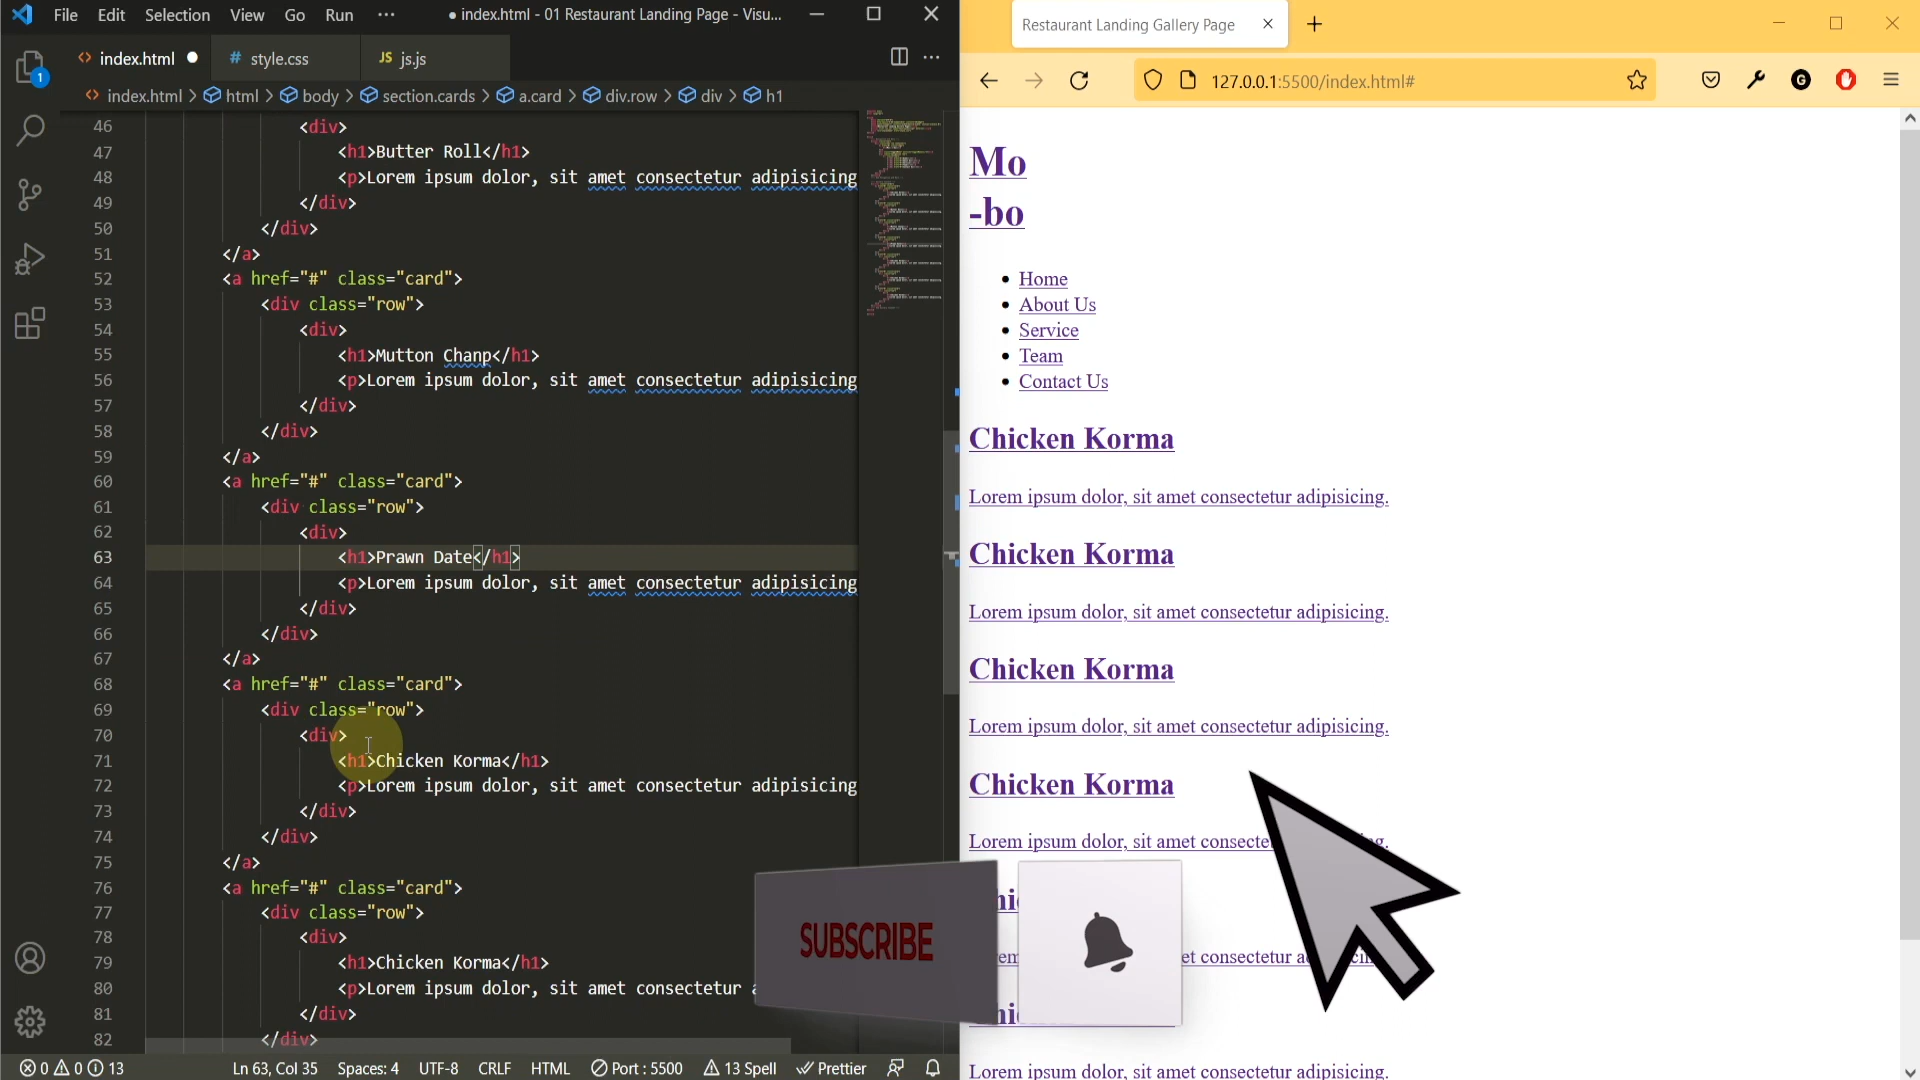 File Edit Selection View Go Run ··· ● index.html - 01 Restaurant Landing Page - Visu...
index.html ● # style.css JS js.js
1
index.html > html > body > section.cards > a.card > div.row > div > h1
46 <div>
47 <h1>Butter Roll</h1>
48 <p>Lorem ipsum dolor, sit amet consectetur adipisicing
49 </div>
50 </div>
51 </a>
52 <a href="#" class="card">
53 <div class="row">
54 <div>
55 <h1>Mutton Chanp</h1>
56 <p>Lorem ipsum dolor, sit amet consectetur adipisicing
57 </div>
58 </div>
59 </a>
60 <a href="#" class="card">
61 <div class="row">
62 <div>
63 <h1>Prawn Date</h1>
64 <p>Lorem ipsum dolor, sit amet consectetur adipisicing
65 </div>
66 </div>
67 </a>
68 <a href="#" class="card">
69 <div class="row">
70 <div>
71 <h1>Chicken Korma</h1>
72 <p>Lorem ipsum dolor, sit amet consectetur adipisicing
73 </div>
74 </div>
75 </a>
76 <a href="#" class="card">
77 <div class="row">
78 <div>
79 <h1>Chicken Korma</h1>
80 <p>Lorem ipsum dolor, sit amet consectetur
81 </div>
82 </div>
0 0 13 Ln 63, Col 35 Spaces: 4 UTF-8 CRLF HTML Port : 5500 13 Spell Prettier
Restaurant Landing Gallery Page
127.0.0.1:5500/index.html#
G
Mo
-bo
Home
About Us
Service
Team
Contact Us
Chicken Korma
Lorem ipsum dolor, sit amet consectetur adipisicing.
Chicken Korma
Lorem ipsum dolor, sit amet consectetur adipisicing.
Chicken Korma
Lorem ipsum dolor, sit amet consectetur adipisicing.
Chicken Korma
Lorem ipsum dolor, sit amet
et consectetur
Lorem ipsum dolor, sit amet consectetur adipisicing.
SUBSCRIBE